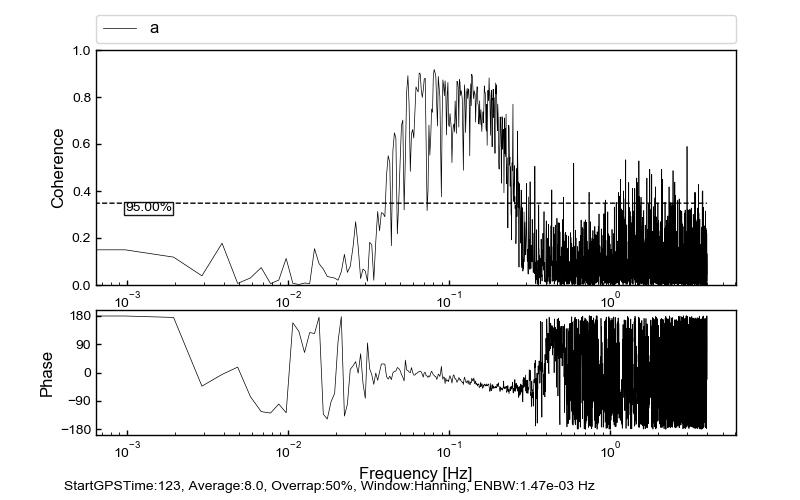 a
1.0
0.8
0.6
0.4
0.2
0.0
Coherence
95.00%
10⁻³ 10⁻² 10⁻¹ 10⁰
180
90
0
−90
−180
Phase
10⁻³ 10⁻² 10⁻¹ 10⁰
Frequency [Hz]
StartGPSTime:123, Average:8.0, Overrap:50%, Window:Hanning, ENBW:1.47e-03 Hz